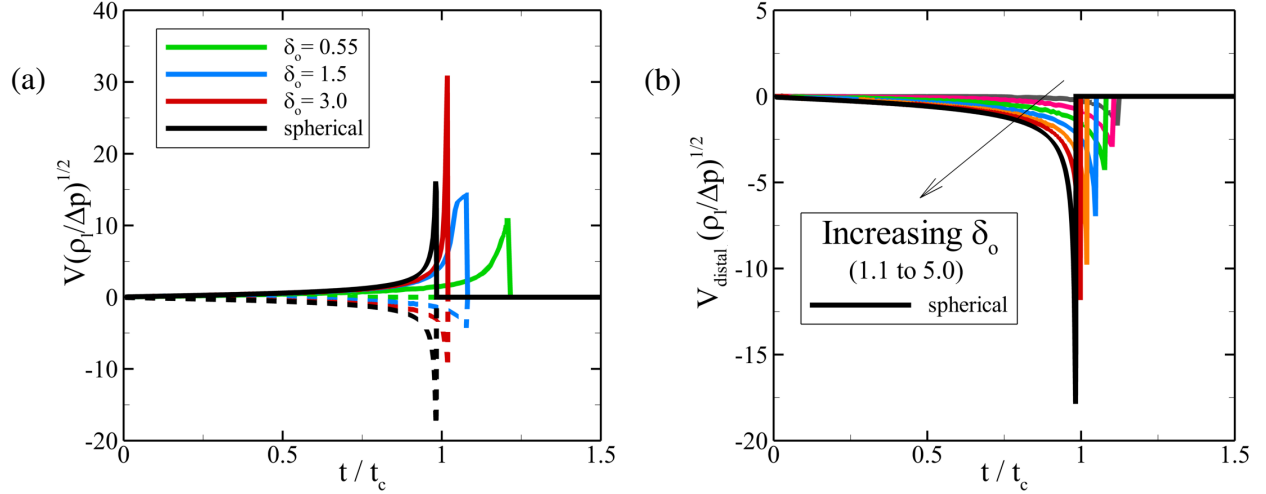 (a)
40
30
20
10
0
-10
-20
V(ρl/Δp)1/2
δo= 0.55
δo= 1.5
δo= 3.0
spherical
0
0.5
1
1.5
t / tc
(b)
5
0
-5
-10
-15
-20
Vdistal(ρl/Δp)1/2
Increasing δo
(1.1 to 5.0)
spherical
0
0.5
1
1.5
t / tc